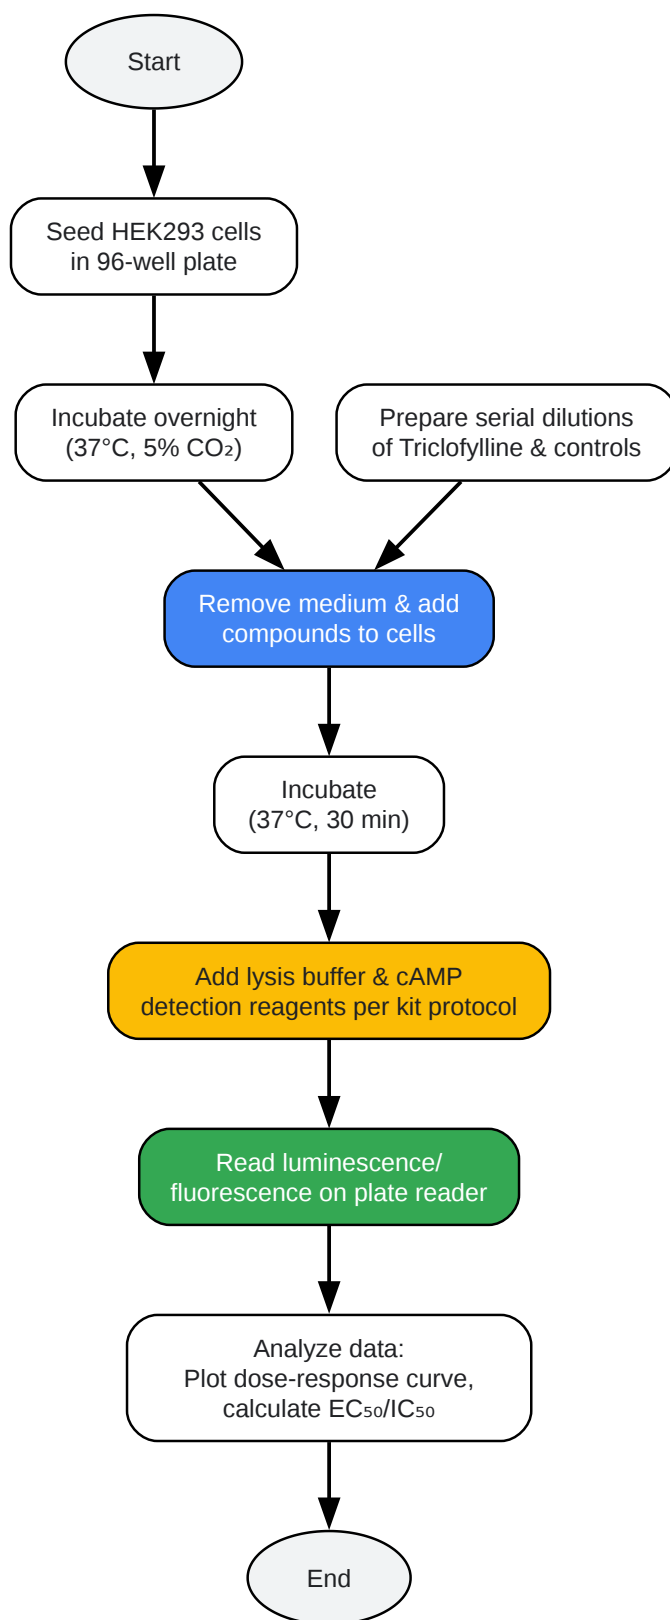 Start
Seed HEK293 cells
in 96-well plate
Incubate overnight
(37°C, 5% CO₂)
Prepare serial dilutions
of Triclofylline & controls
Remove medium & add
compounds to cells
Incubate
(37°C, 30 min)
Add lysis buffer & cAMP
detection reagents per kit protocol
Read luminescence/
fluorescence on plate reader
Analyze data:
Plot dose-response curve,
calculate EC₅₀/IC₅₀
End